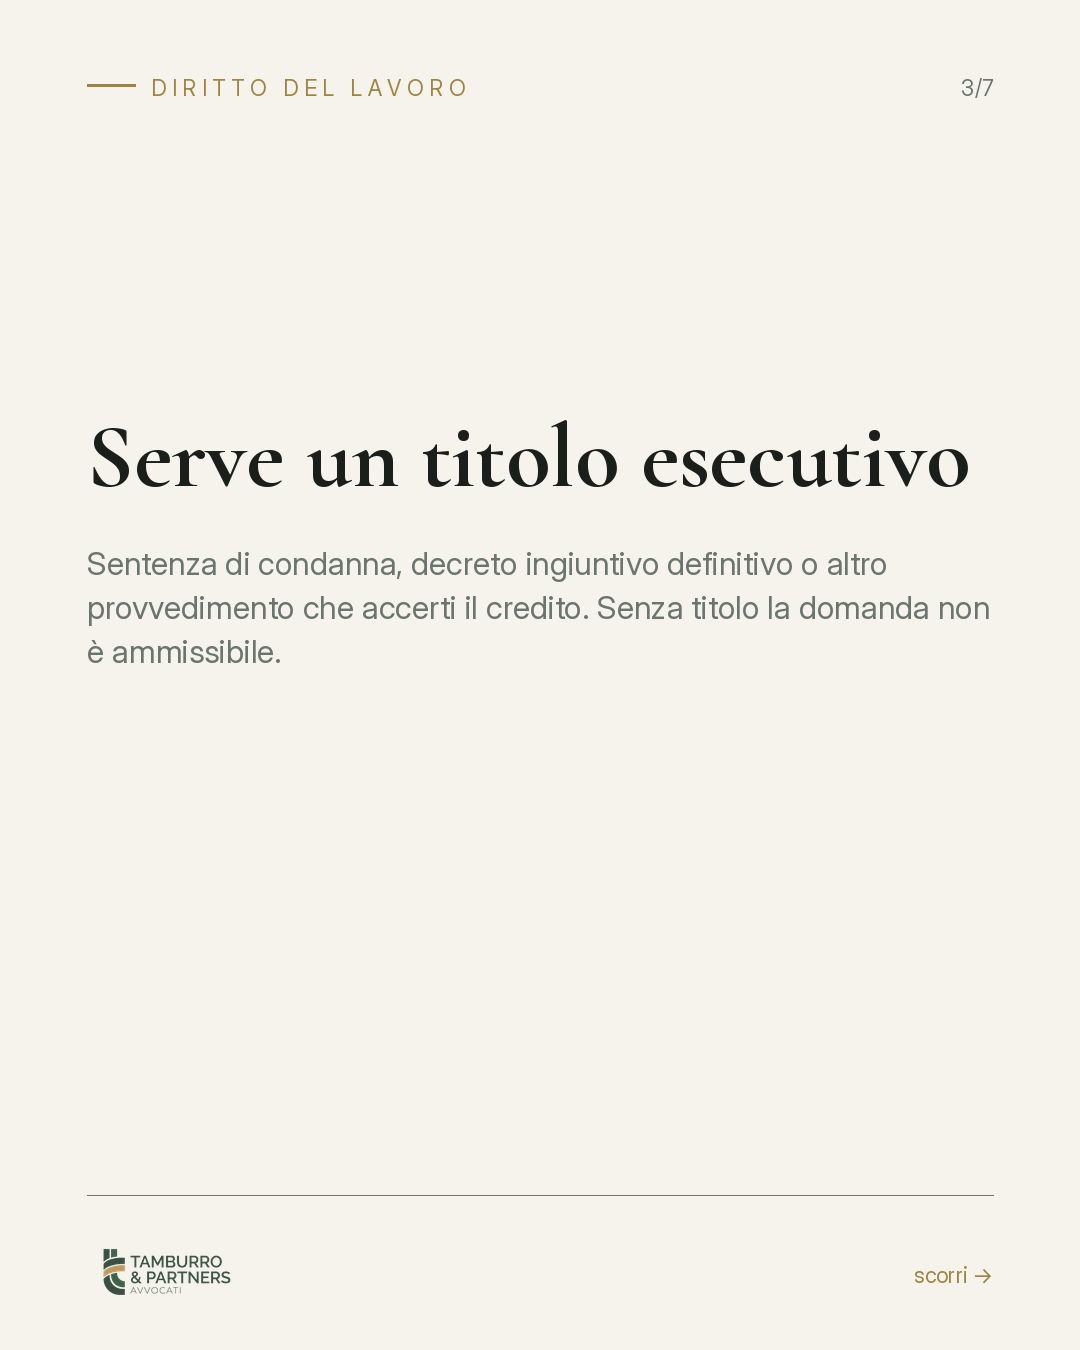 DIRITTO DEL LAVORO
3/7
Serve un titolo esecutivo
Sentenza di condanna, decreto ingiuntivo definitivo o altro
provvedimento che accerti il credito. Senza titolo la domanda non
è ammissibile.
TAMBURRO
& PARTNERS
AVVOCATI
scorri →